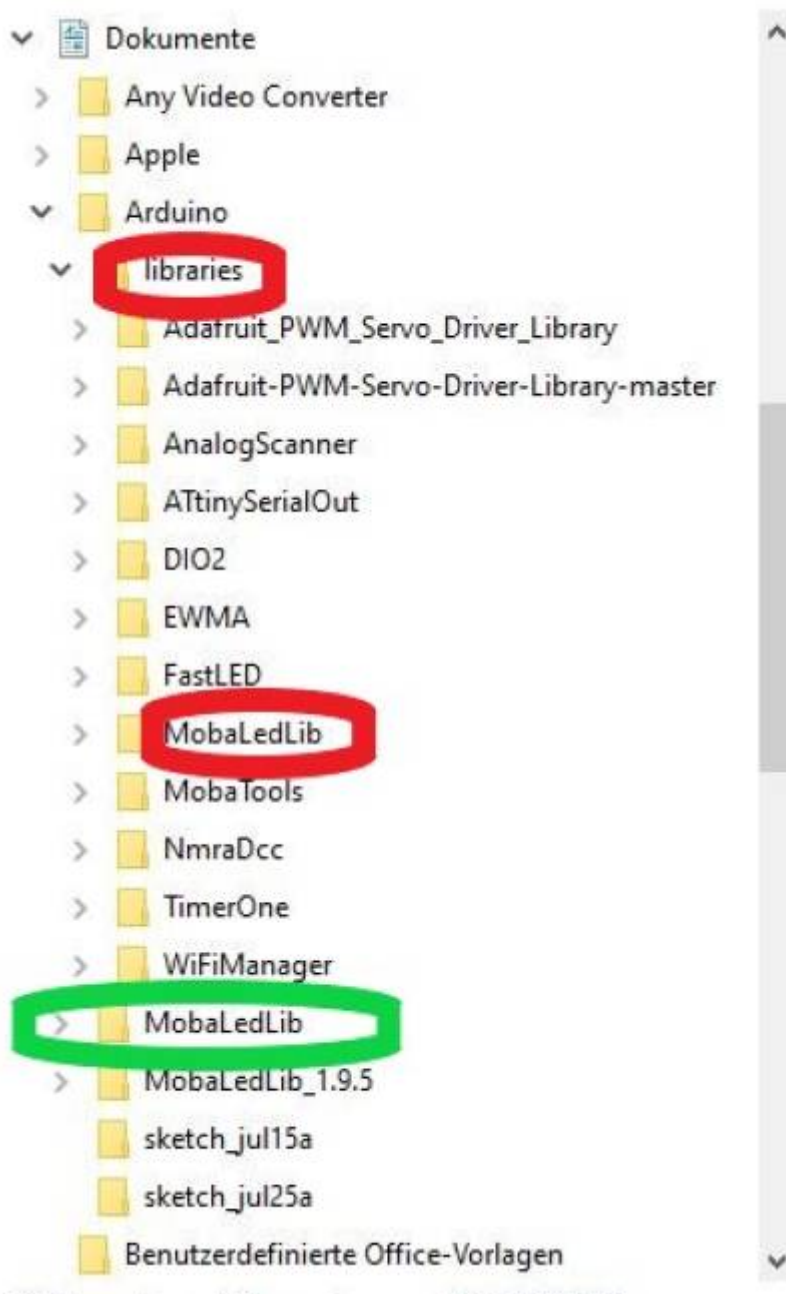 Dokumente
Any Video Converter
Apple
Arduino
libraries
Adafruit_PWM_Servo_Driver_Library
Adafruit-PWM-Servo-Driver-Library-master
AnalogScanner
ATtinySerialOut
DIO2
EWMA
FastLED
MobaLedLib
MobaTools
NmraDcc
TimerOne
WiFiManager
MobaLedLib
MobaLedLib_1.9.5
sketch_jul15a
sketch_jul25a
Benutzerdefinierte Office-Vorlagen